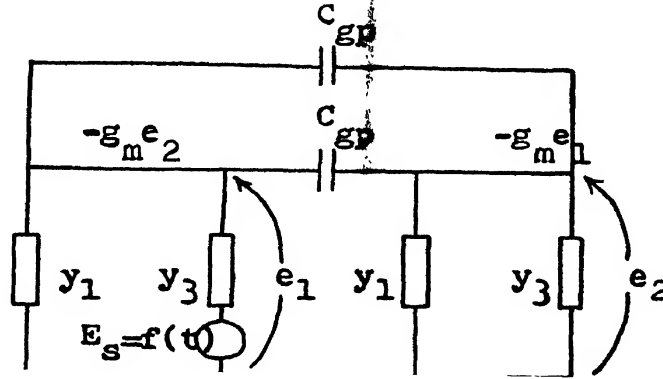 C_gp
C_gp
-g_m e_2
-g_m e_1
y_1
y_3
e_1
y_1
y_3
e_2
E_s=f(t)